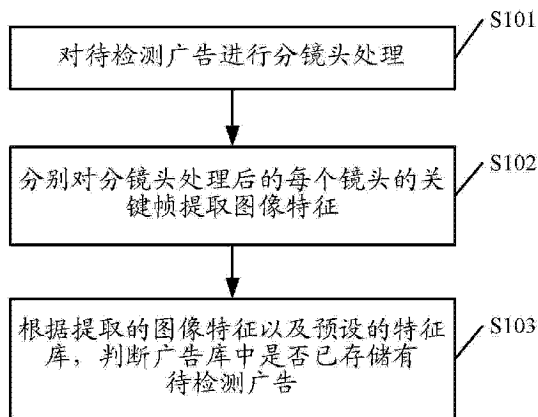 S101
对待检测广告进行分镜头处理
S102
分别对分镜头处理后的每个镜头的关
键帧提取图像特征
S103
根据提取的图像特征以及预设的特征
库，判断广告库中是否已存储有
待检测广告